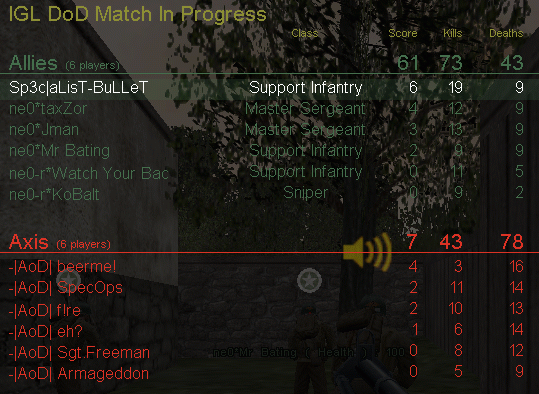 IGL DoD Match In Progress
Class Score Kills Deaths
Allies (6 players) 61 73 43
Sp3c|aLisT-BuLLeT Support Infantry 6 19 9
ne0*taxZor Master Sergeant 4 12 9
ne0*Jman Master Sergeant 3 13 9
ne0*Mr Bating Support Infantry 2 9 9
ne0-r*Watch Your Bac Support Infantry 0 11 5
ne0-r*KoBalt Sniper 0 9 2
Axis (6 players) 7 43 78
-|AoD| beerme! 4 3 16
-|AoD| SpecOps 2 11 14
-|AoD| f!re 2 10 13
-|AoD| eh? 1 6 14
-|AoD| Sgt.Freeman 0 8 12
ne0*Mr Bating Health 100
-|AoD| Armageddon 0 5 9